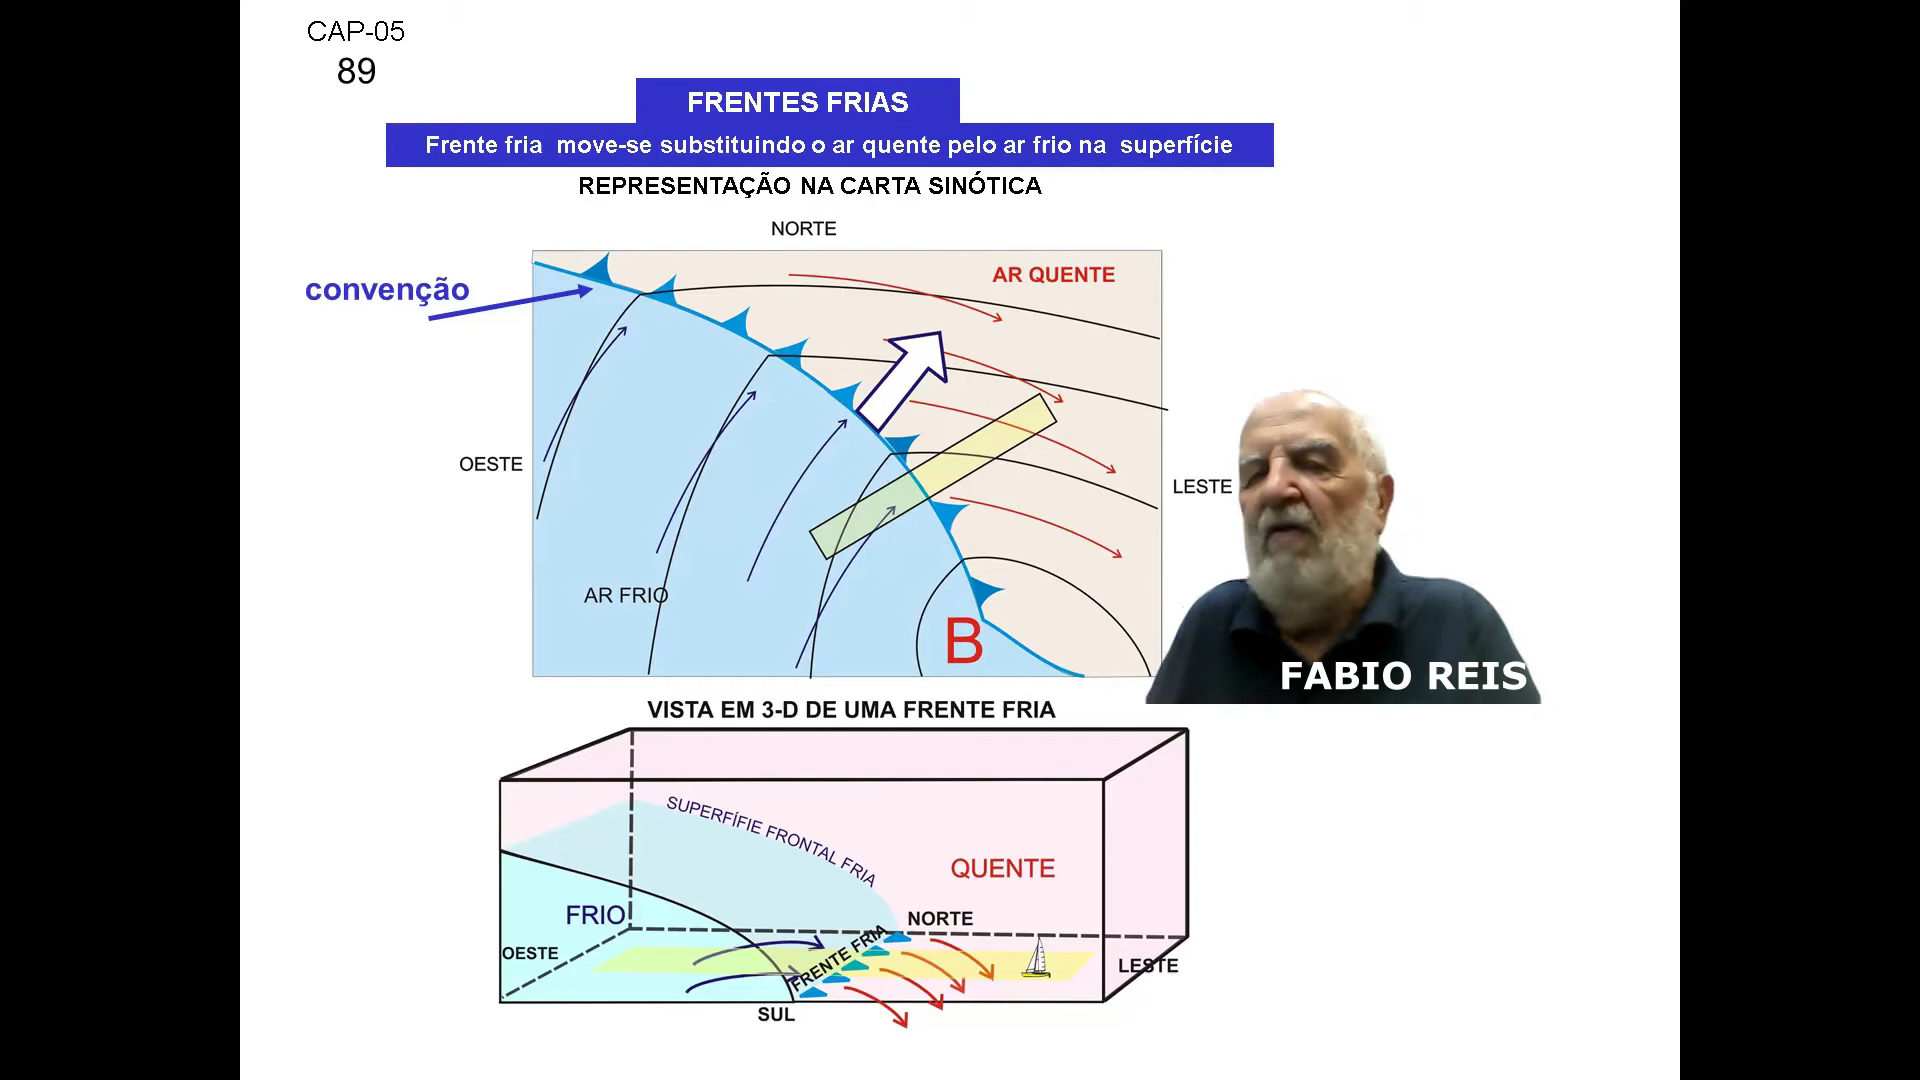 CAP-05
89
FRENTES FRIAS
Frente fria move-se substituindo o ar quente pelo ar frio na superfície
REPRESENTAÇÃO NA CARTA SINÓTICA
NORTE
convenção
AR QUENTE
OESTE
LESTE
AR FRIO
B
FABIO REIS
VISTA EM 3-D DE UMA FRENTE FRIA
SUPERFÍFIE FRONTAL FRIA
QUENTE
FRIO
NORTE
FRENTE FRIA
OESTE
LESTE
SUL